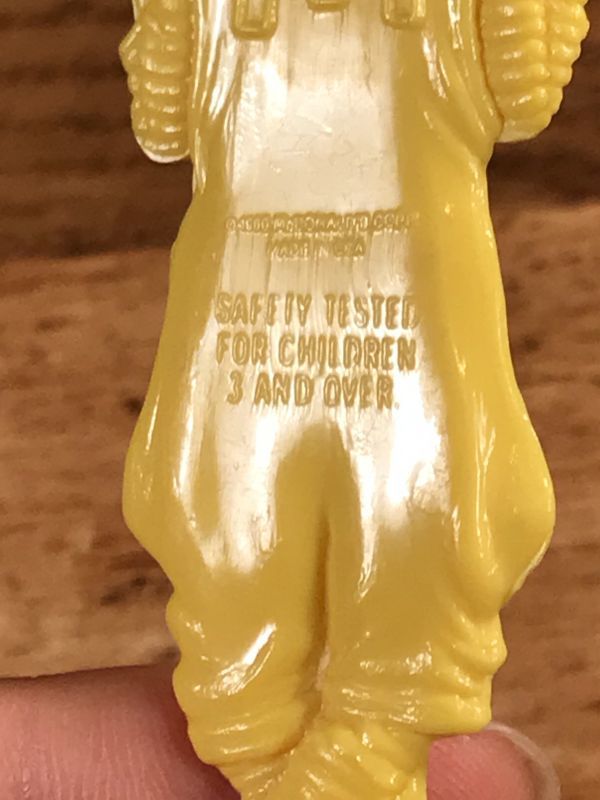 MADE IN USA
SAFETY TESTED
FOR CHILDREN
3 AND OVER.